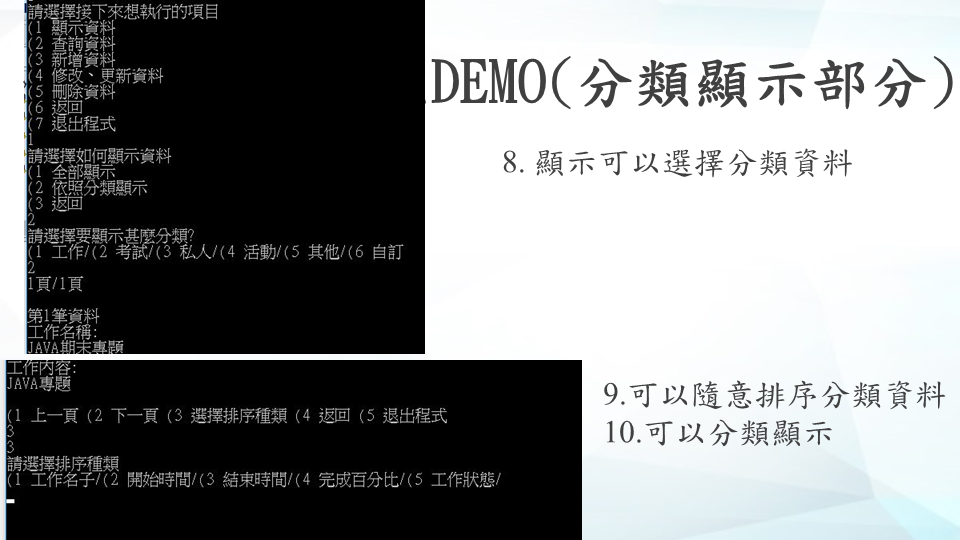 請選擇接下來想執行的項目
(1 顯示資料
(2 查詢資料
(3 新增資料
(4 修改、更新資料
(5 刪除資料
(6 返回
(7 退出程式
1
請選擇如何顯示資料
(1 全部顯示
(2 依照分類顯示
(3 返回
2
請選擇要顯示甚麼分類?
(1 工作/(2 考試/(3 私人/(4 活動/(5 其他/(6 自訂
2
1頁/1頁
第1筆資料
工作名稱:
JAVA期末專題
DEMO(分類顯示部分)
8. 顯示可以選擇分類資料
工作內容:
JAVA專題
(1 上一頁 (2 下一頁 (3 選擇排序種類 (4 返回 (5 退出程式
3
3
請選擇排序種類
(1 工作名子/(2 開始時間/(3 結束時間/(4 完成百分比/(5 工作狀態/
9.可以隨意排序分類資料
10.可以分類顯示